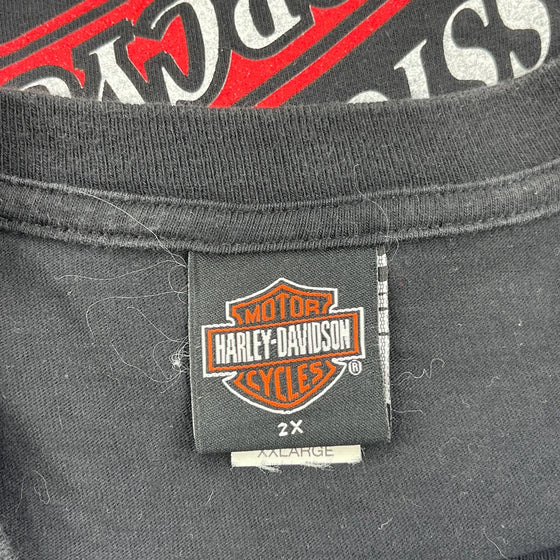 MOTOR
HARLEY-DAVIDSON
CYCLES
®
2X
XXLARGE